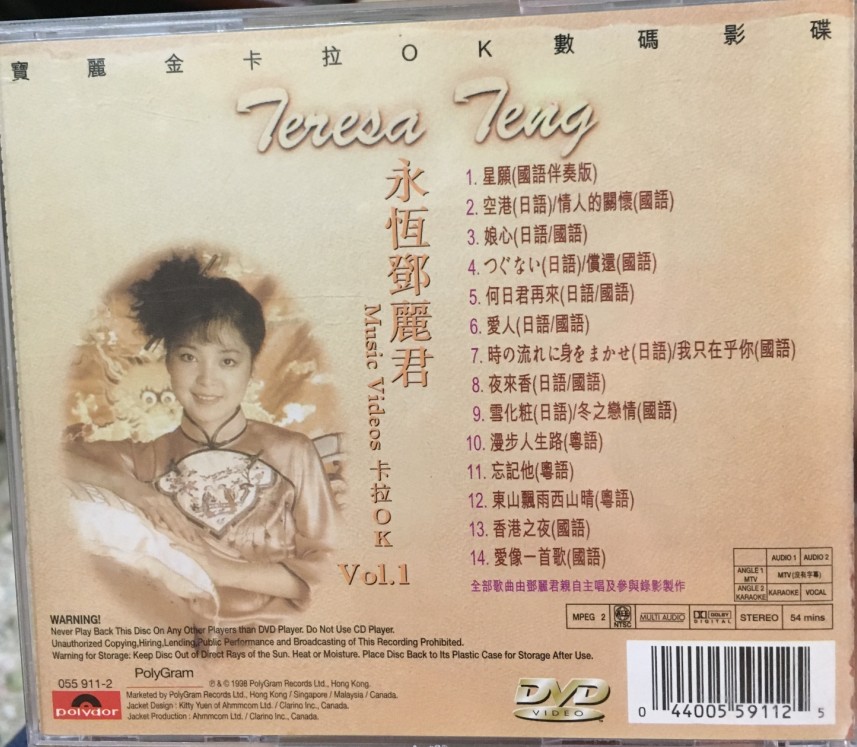 寶麗金卡拉OK數碼影碟
Teresa Teng
永恆鄧麗君
Music Videos 卡拉OK
Vol.1
1. 星願(國語伴奏版)
2. 空港(日語)/情人的關懷(國語)
3. 娘心(日語/國語)
4. つぐない(日語)/償還(國語)
5. 何日君再來(日語/國語)
6. 愛人(日語/國語)
7. 時の流れに身をまかせ(日語)/我只在乎你(國語)
8. 夜來香(日語/國語)
9. 雪化粧(日語)/冬之戀情(國語)
10. 漫步人生路(粵語)
11. 忘記他(粵語)
12. 東山飄雨西山晴(粵語)
13. 香港之夜(國語)
14. 愛像一首歌(國語)
全部歌曲由鄧麗君親自主唱及參與錄影製作
AUDIO 1 AUDIO 2
ANGLE 1 MTV MTV(沒有字幕)
ANGLE 2 KARAOKE KARAOKE VOCAL
MPEG 2 ALL NTSC MULTI AUDIO DOLBY DIGITAL STEREO 54 mins
WARNING!
Never Play Back This Disc On Any Other Players than DVD Player. Do Not Use CD Player.
Unauthorized Copying,Hiring,Lending,Public Performance and Broadcasting of This Recording Prohibited.
Warning for Storage: Keep Disc Out of Direct Rays of the Sun. Heat or Moisture. Place Disc Back to Its Plastic Case for Storage After Use.
PolyGram
055 911-2
℗ & © 1998 PolyGram Records Ltd., Hong Kong.
Marketed by PolyGram Records Ltd., Hong Kong / Singapore / Malaysia / Canada.
Jacket Design : Kitty Yuen of Ahmmcom Ltd. / Clarino Inc., Canada.
Jacket Production : Ahmmcom Ltd. / Clarino Inc., Canada.
polydor
DVD
VIDEO
0 44005 59112 5